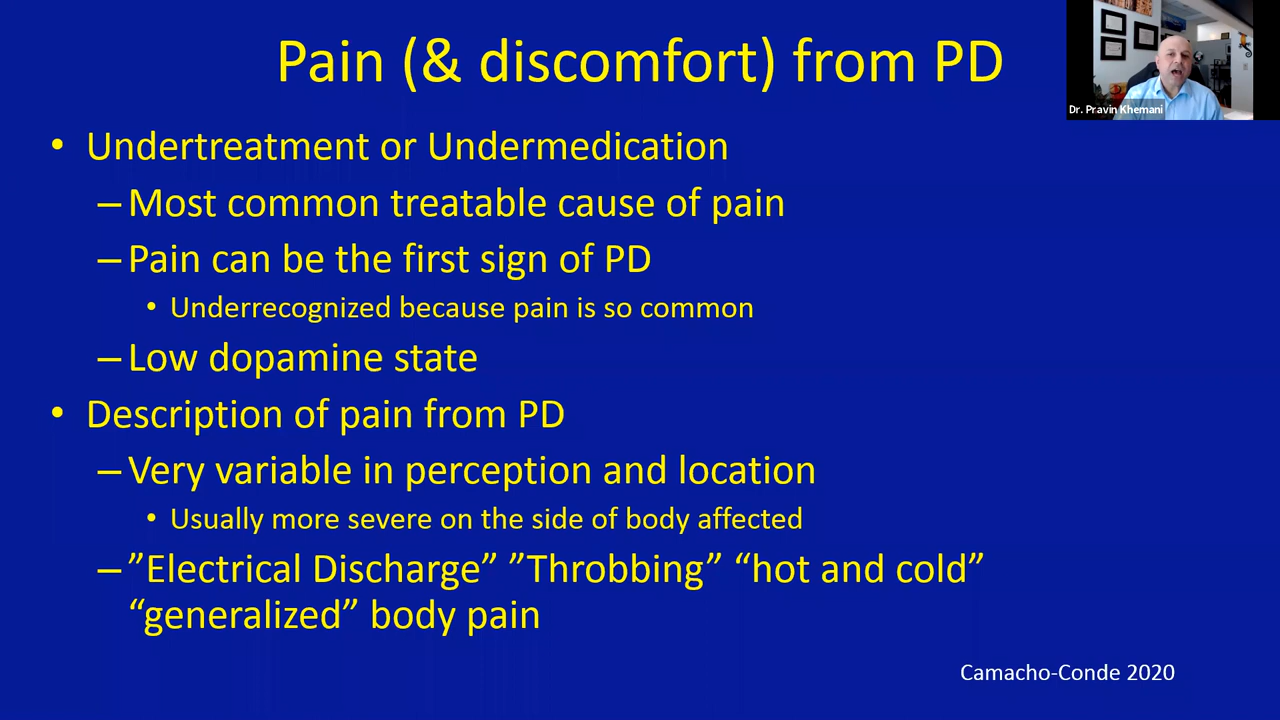 Pain (& discomfort) from PD
Dr. Pravin Khemani
• Undertreatment or Undermedication
– Most common treatable cause of pain
– Pain can be the first sign of PD
• Underrecognized because pain is so common
– Low dopamine state
• Description of pain from PD
– Very variable in perception and location
• Usually more severe on the side of body affected
– ”Electrical Discharge” ”Throbbing” “hot and cold”
“generalized” body pain
Camacho-Conde 2020